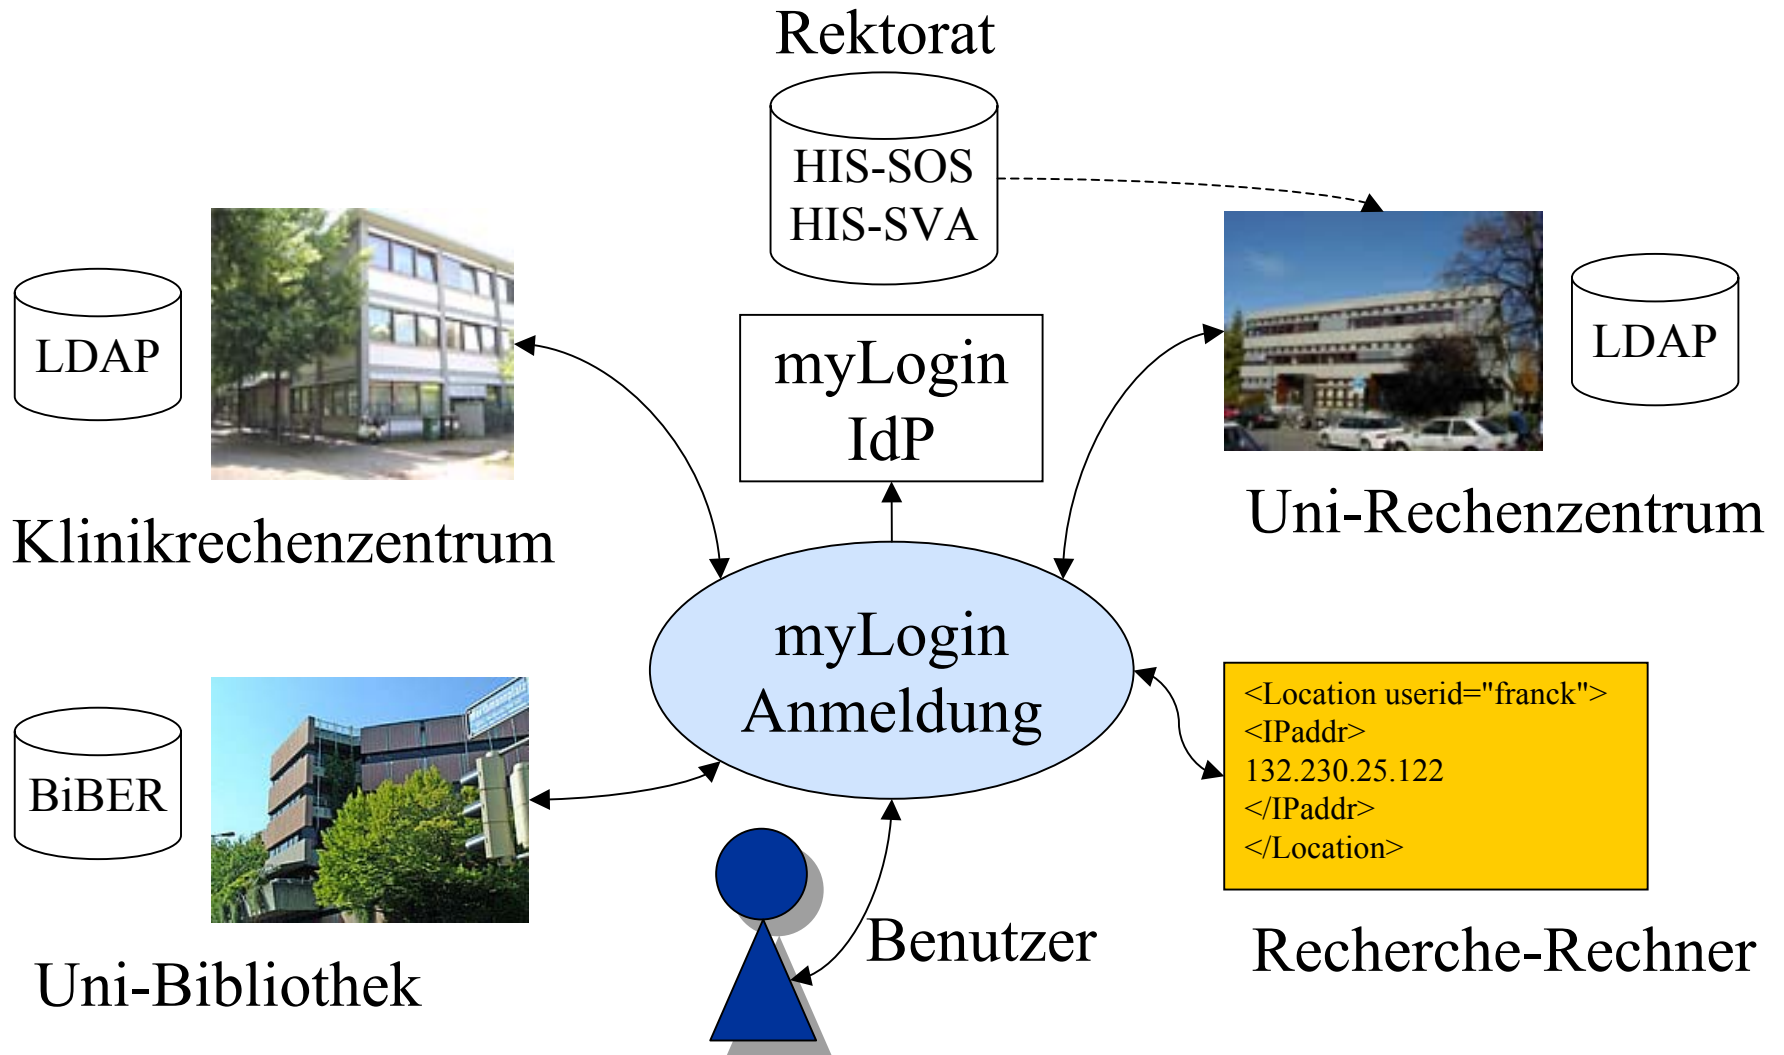 Rektorat
HIS-SOS
HIS-SVA
LDAP
Klinikrechenzentrum
myLogin
IdP
LDAP
Uni-Rechenzentrum
myLogin
Anmeldung
BiBER
Uni-Bibliothek
Benutzer
<Location userid="franck">
<IPaddr>
132.230.25.122
</IPaddr>
</Location>
Recherche-Rechner